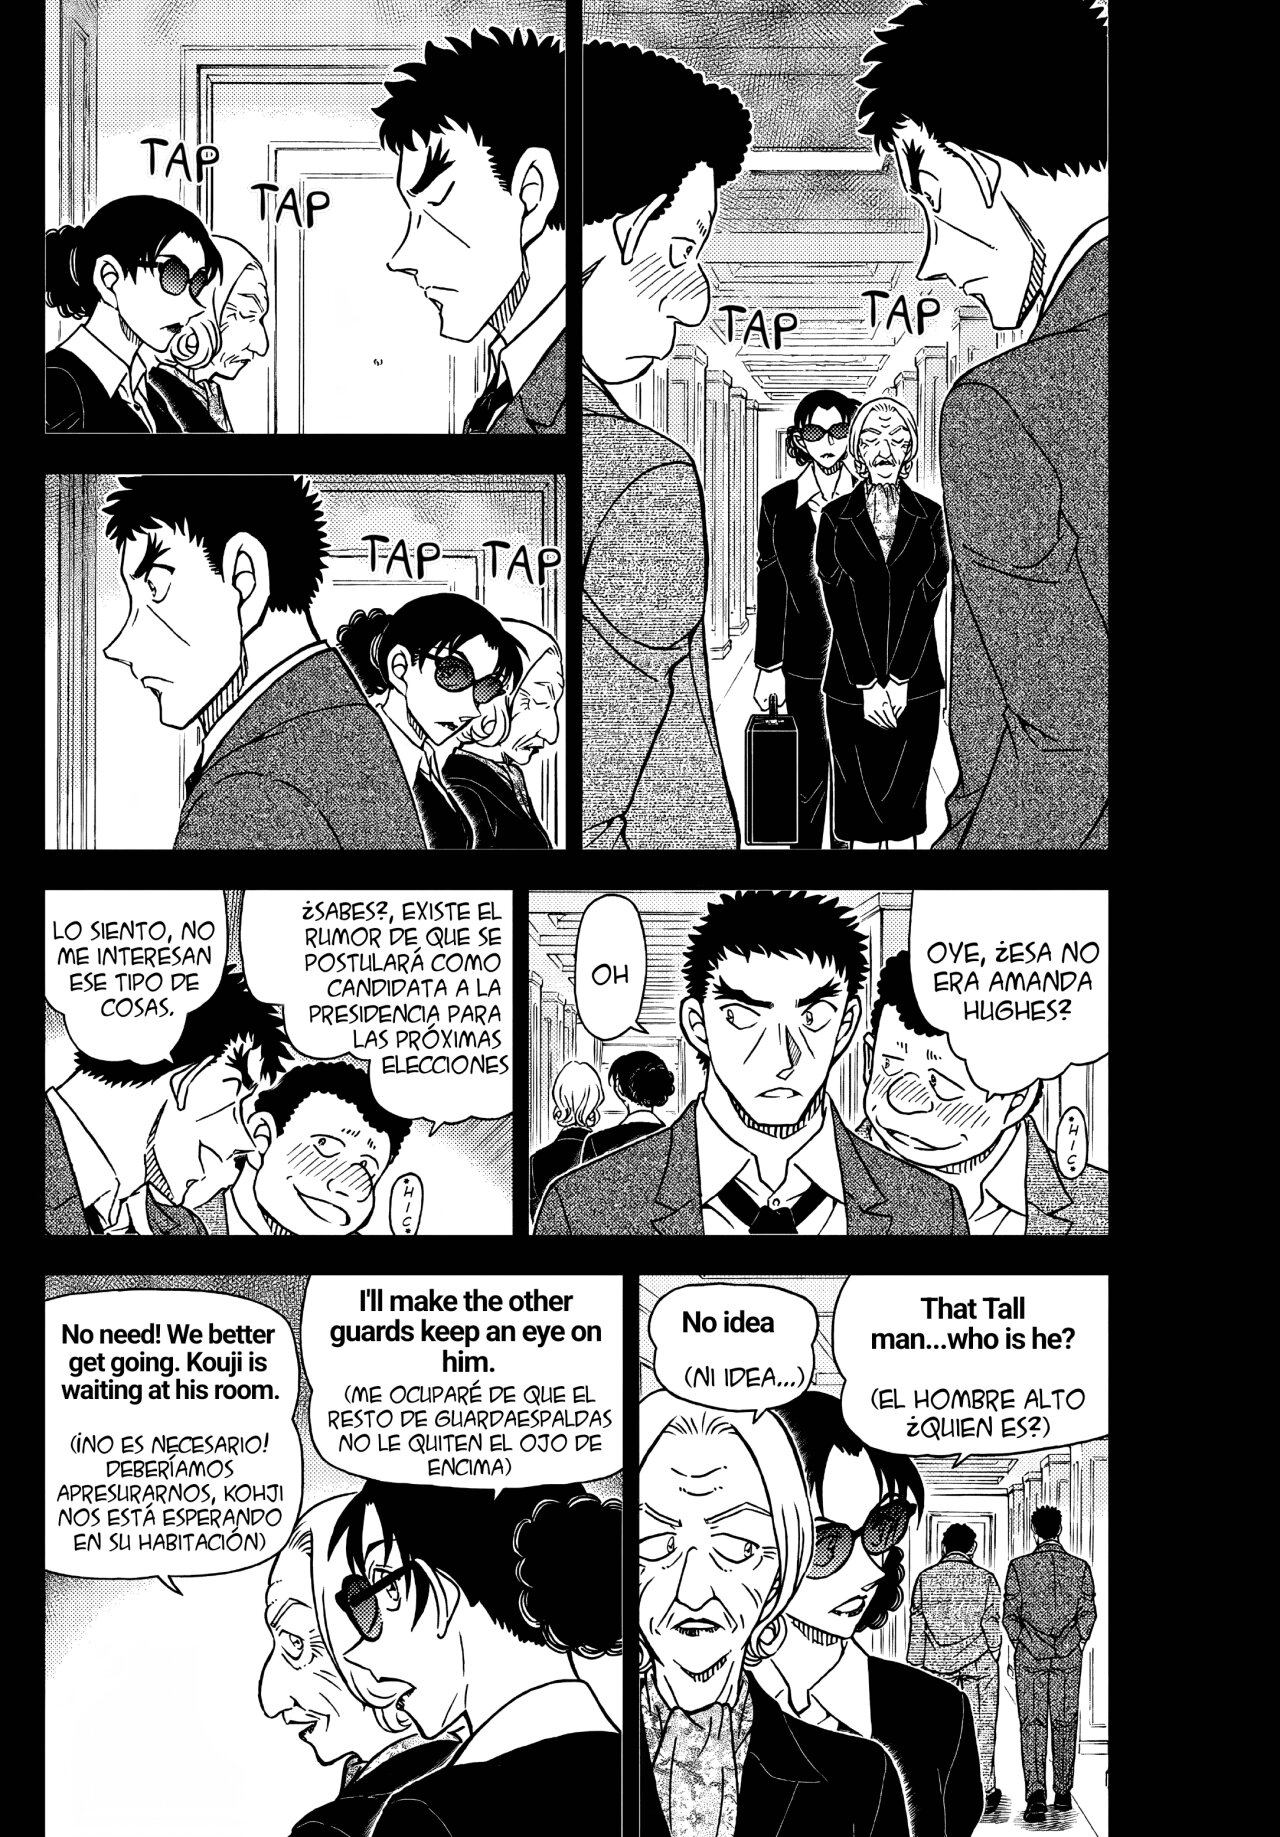 TAP
TAP
TAP
TAP
TAP
TAP
OYE, ¿ESA NO
ERA AMANDA
HUGHES?
*HIC*
OH
¿SABES?, EXISTE EL
RUMOR DE QUE SE
POSTULARÁ COMO
CANDIDATA A LA
PRESIDENCIA PARA
LAS PRÓXIMAS
ELECCIONES
*HIC*
LO SIENTO, NO
ME INTERESAN
ESE TIPO DE
COSAS.
That Tall
man...who is he?
(EL HOMBRE ALTO
¿QUIEN ES?)
No idea
(NI IDEA...)
I'll make the other
guards keep an eye on
him.
(ME OCUPARÉ DE QUE EL
RESTO DE GUARDAESPALDAS
NO LE QUITEN EL OJO DE
ENCIMA)
No need! We better
get going. Kouji is
waiting at his room.
(¡NO ES NECESARIO!
DEBERÍAMOS
APRESURARNOS, KOHJI
NOS ESTÁ ESPERANDO
EN SU HABITACIÓN)